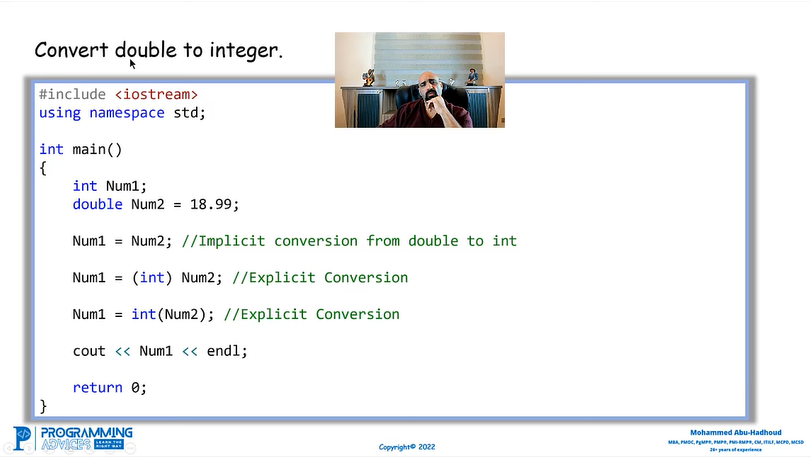 Convert double to integer.
#include <iostream>
using namespace std;
int main()
{
int Num1;
double Num2 = 18.99;
Num1 = Num2; //Implicit conversion from double to int
Num1 = (int) Num2; //Explicit Conversion
Num1 = int(Num2); //Explicit Conversion
cout << Num1 << endl;
return 0;
}
PROGRAMMING
ADVICES LEARN THE RIGHT WAY
Copyright© 2022
Mohammed Abu-Hadhoud
MBA, PMOC, PgMP®, PMP®, PMI-RMP®, CM, ITILF, MCPD, MCSD
26+ years of experience